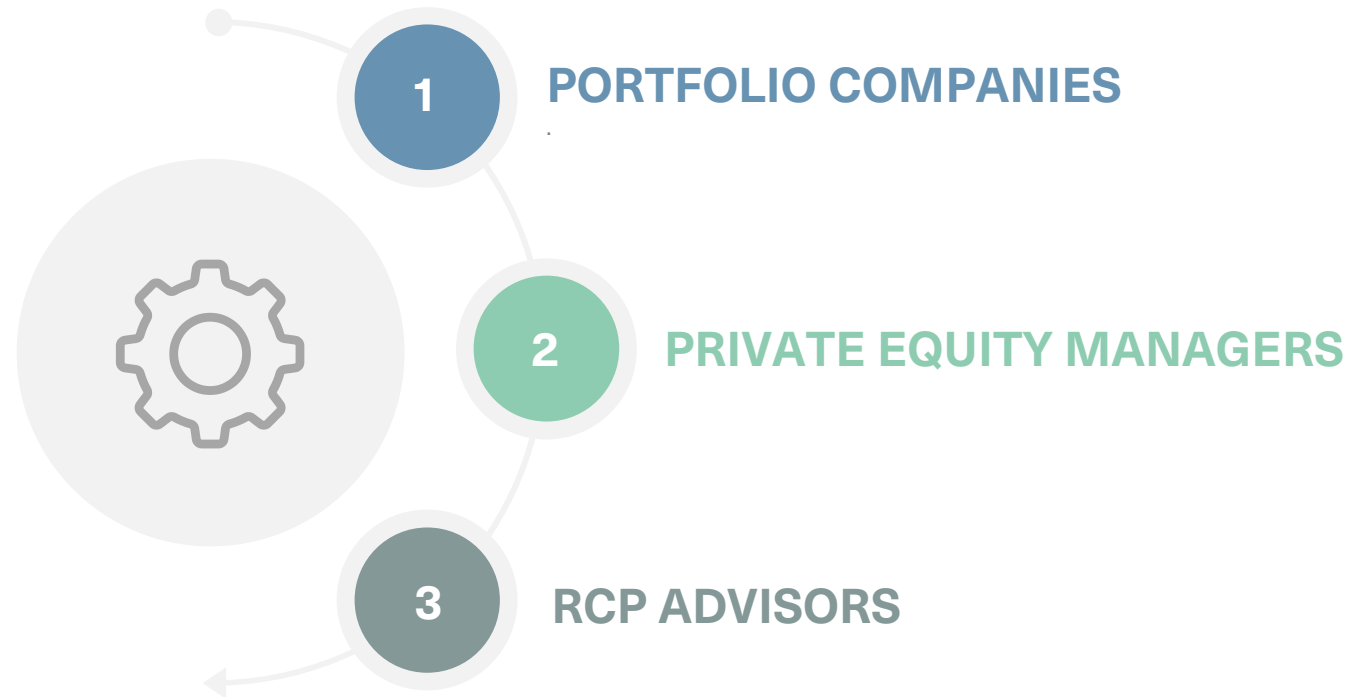 1
PORTFOLIO COMPANIES
.
2
PRIVATE EQUITY MANAGERS
3
RCP ADVISORS